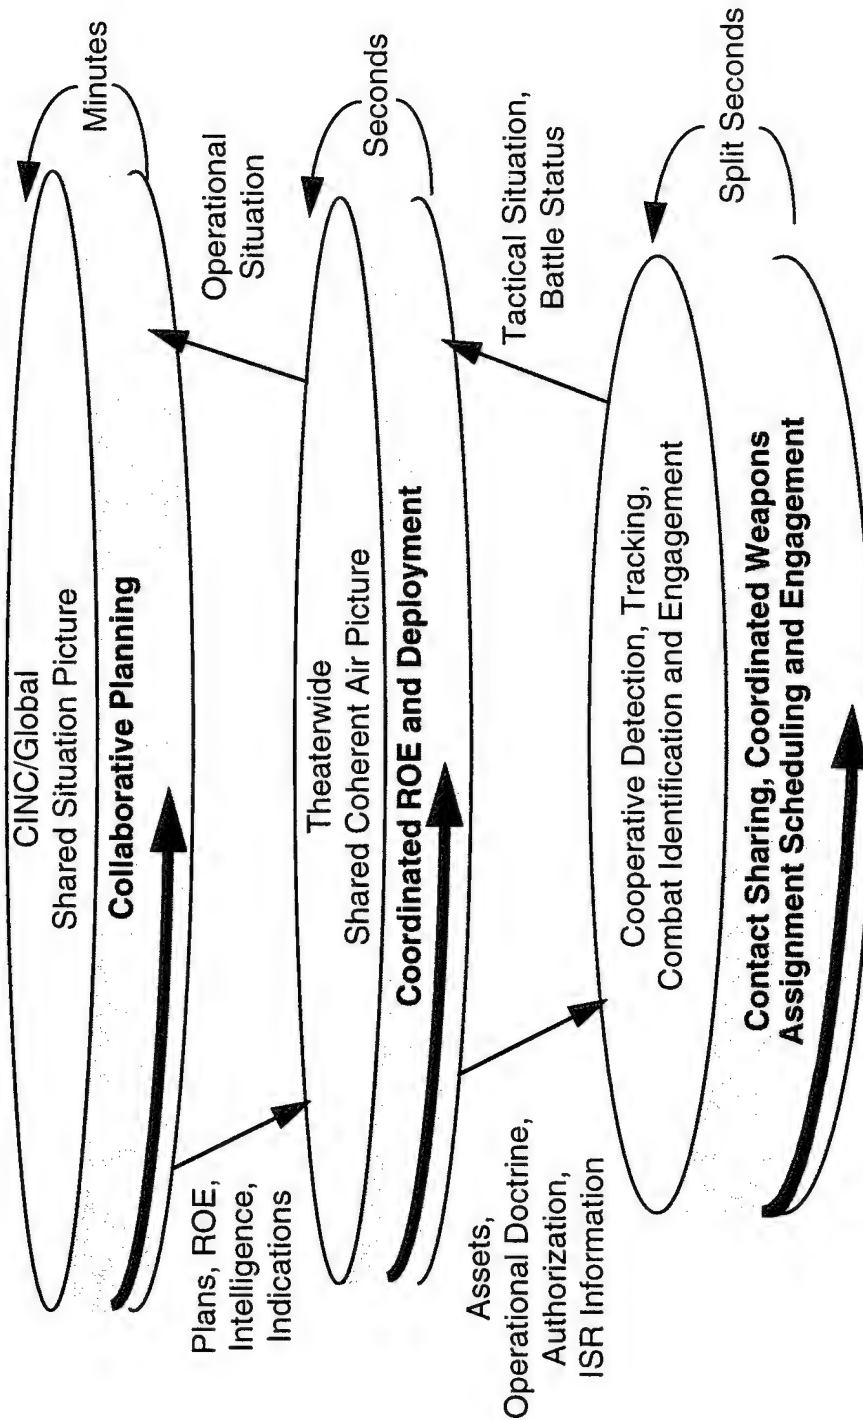 CINC/Global
Shared Situation Picture
Collaborative Planning
Minutes
Plans, ROE,
Intelligence,
Indications
Operational
Situation
Theaterwide
Shared Coherent Air Picture
Coordinated ROE and Deployment
Seconds
Assets,
Operational Doctrine,
Authorization,
ISR Information
Tactical Situation,
Battle Status
Cooperative Detection, Tracking,
Combat Identification and Engagement
Contact Sharing, Coordinated Weapons
Assignment Scheduling and Engagement
Split Seconds